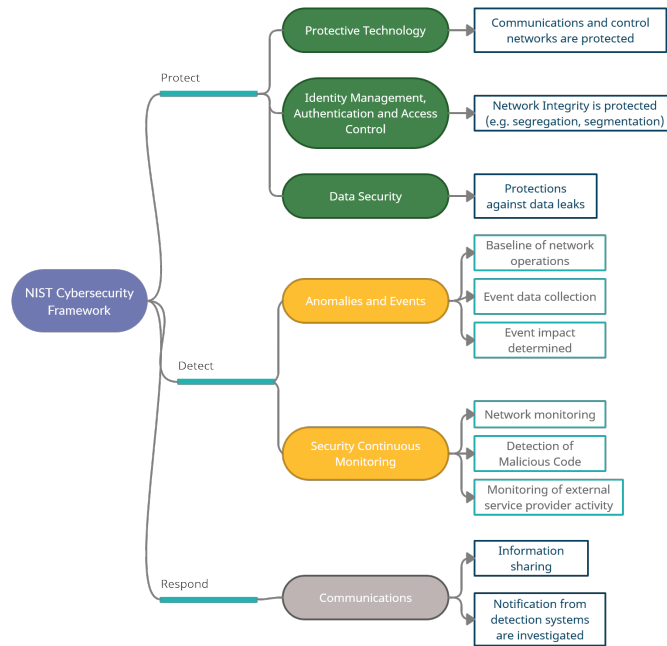 NIST Cybersecurity
Framework
Protect
Protective Technology
Communications and control
networks are protected
Identity Management,
Authentication and Access
Control
Network Integrity is protected
(e.g. segregation, segmentation)
Data Security
Protections
against data leaks
Detect
Anomalies and Events
Baseline of network
operations
Event data collection
Event impact
determined
Security Continuous
Monitoring
Network monitoring
Detection of
Malicious Code
Monitoring of external
service provider activity
Respond
Communications
Information
sharing
Notification from
detection systems
are investigated